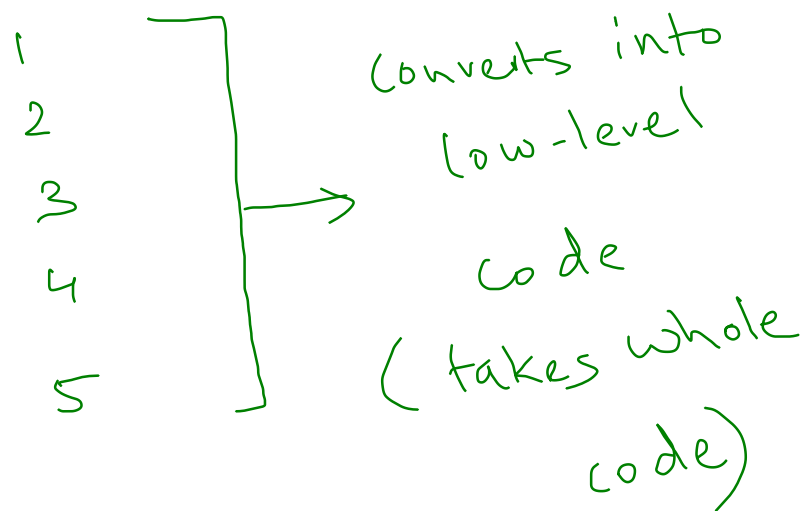 1
2
3
4
5
converts into
low-level
code
(takes whole
code)